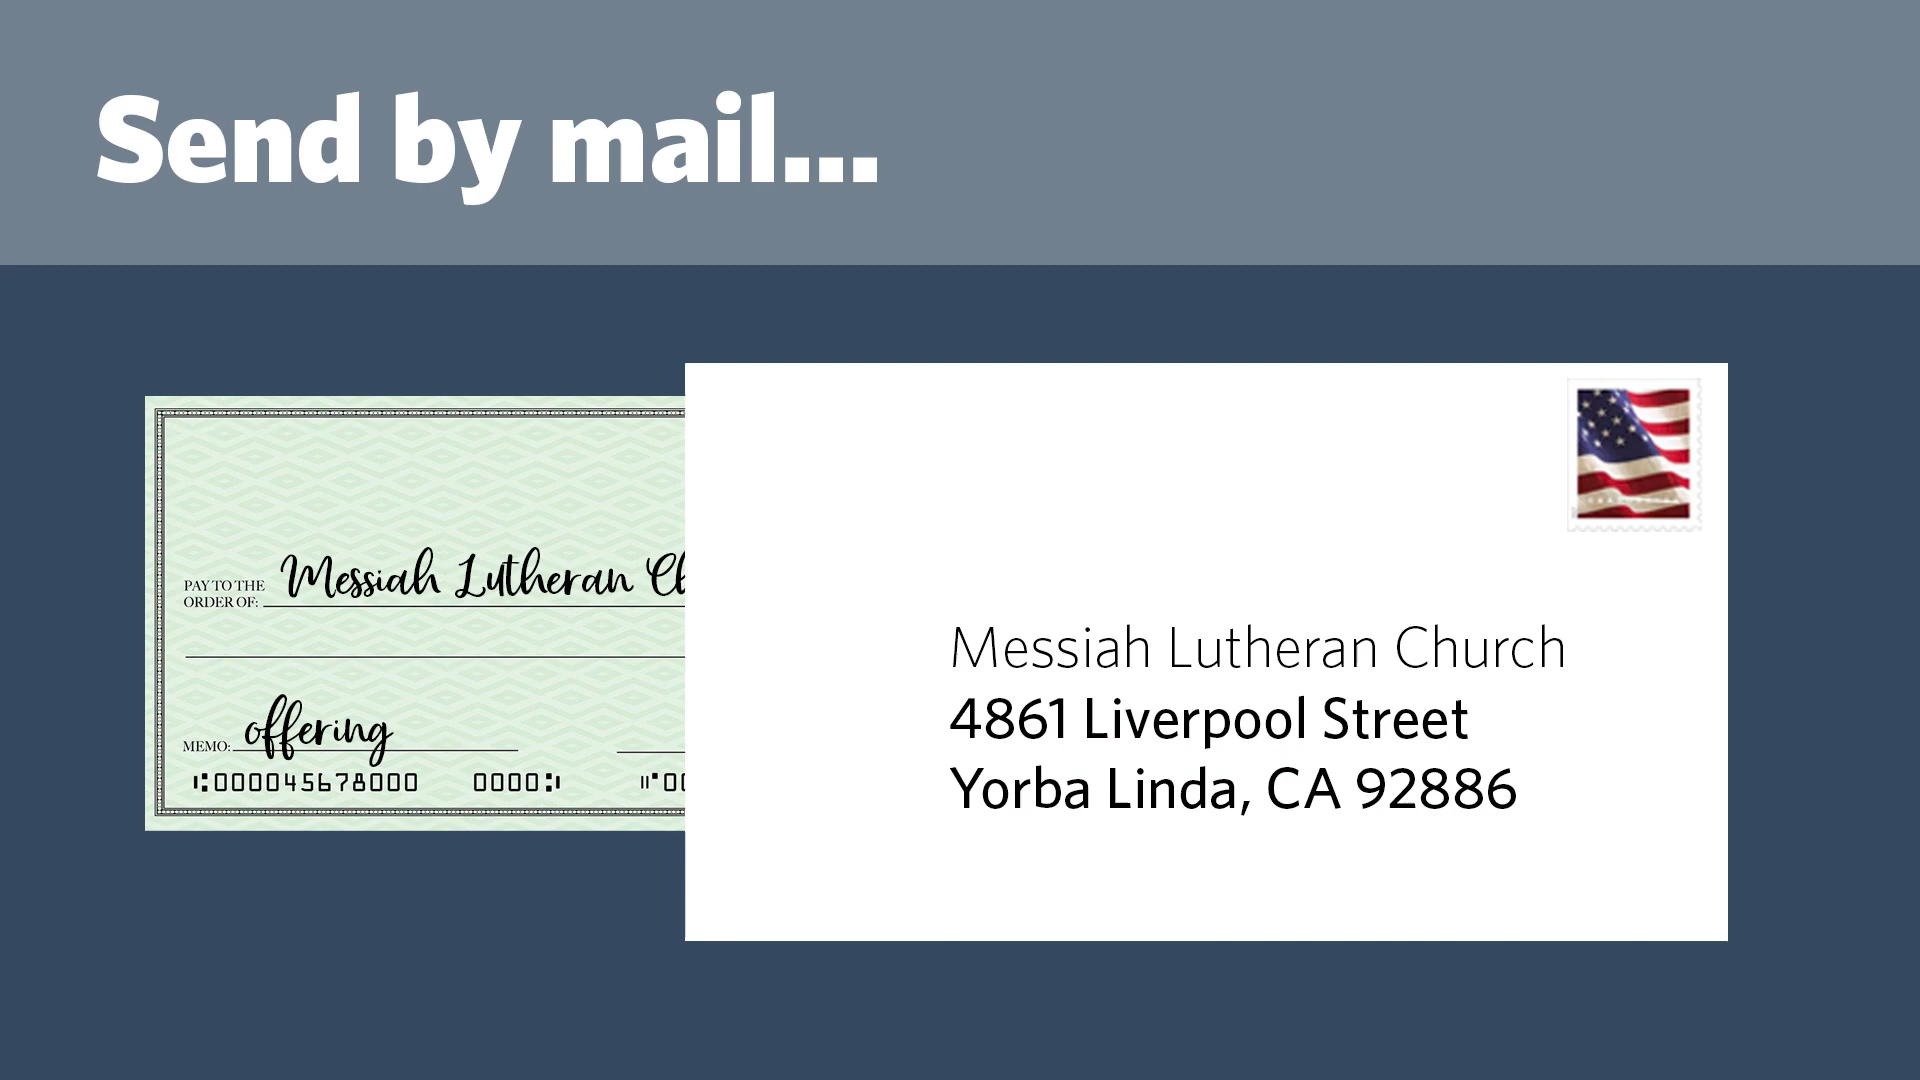 Send by mail...
PAY TO THE
ORDER OF: Messiah Lutheran
MEMO: offering
000045678000 0000
Messiah Lutheran Church
4861 Liverpool Street
Yorba Linda, CA 92886